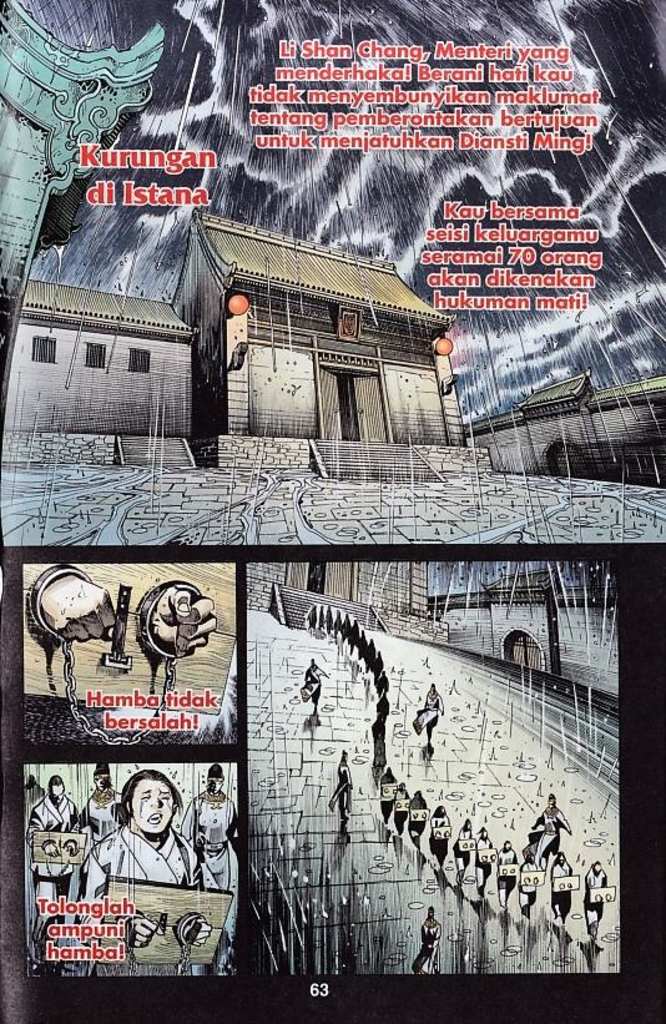 Li Shan Chang, Menteri yang
menderhaka! Berani hati kau
tidak menyembunyikan maklumat
tentang pemberontakan bertujuan
untuk menjatuhkan Diansti Ming!
Kurungan
di Istana
Kau bersama
seisi keluargamu
seramai 70 orang
akan dikenakan
hukuman mati!
Hamba tidak
bersalah!
Tolonglah
ampuni
hamba!
63